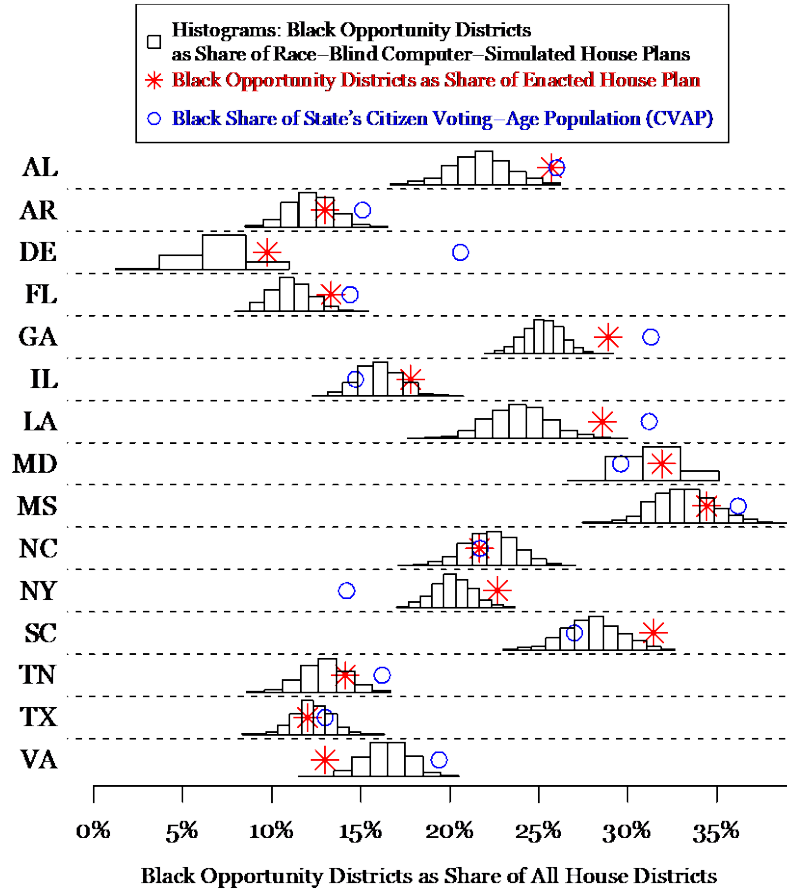 Histograms: Black Opportunity Districts
as Share of Race−Blind Computer−Simulated House Plans
Black Opportunity Districts as Share of Enacted House Plan
Black Share of State's Citizen Voting−Age Population (CVAP)
AL
AR
DE
FL
GA
IL
LA
MD
MS
NC
NY
SC
TN
TX
VA
0% 5% 10% 15% 20% 25% 30% 35%
Black Opportunity Districts as Share of All House Districts